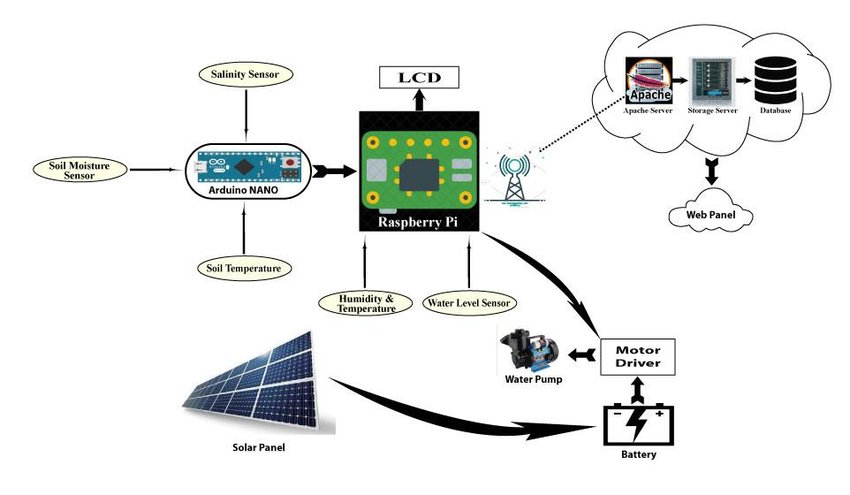 Salinity Sensor
LCD
Apache
Apache Server
Storage Server
Database
Soil Moisture
Sensor
Arduino NANO
Raspberry Pi
Web Panel
Soil Temperature
Humidity &
Temperature
Water Level Sensor
Motor
Driver
Water Pump
Solar Panel
Battery